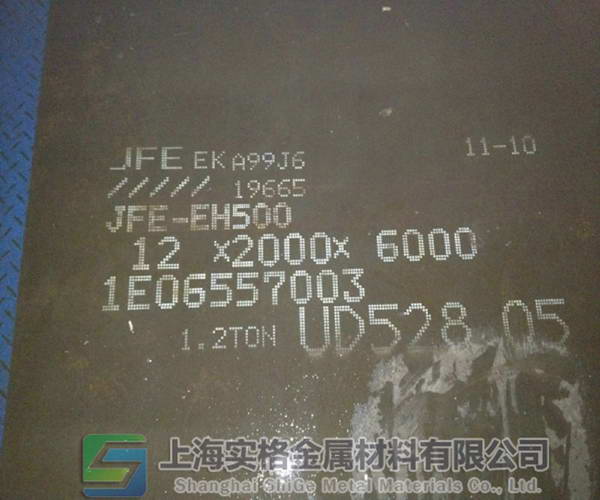 JFE EK A99J6 11-10
///// 19665
JFE-EH500
12 x2000x 6000
1E06557003
1.2TON UD528 05
上海实格金属材料有限公司
Shanghai ShiGe Metal Materials Co., Ltd.